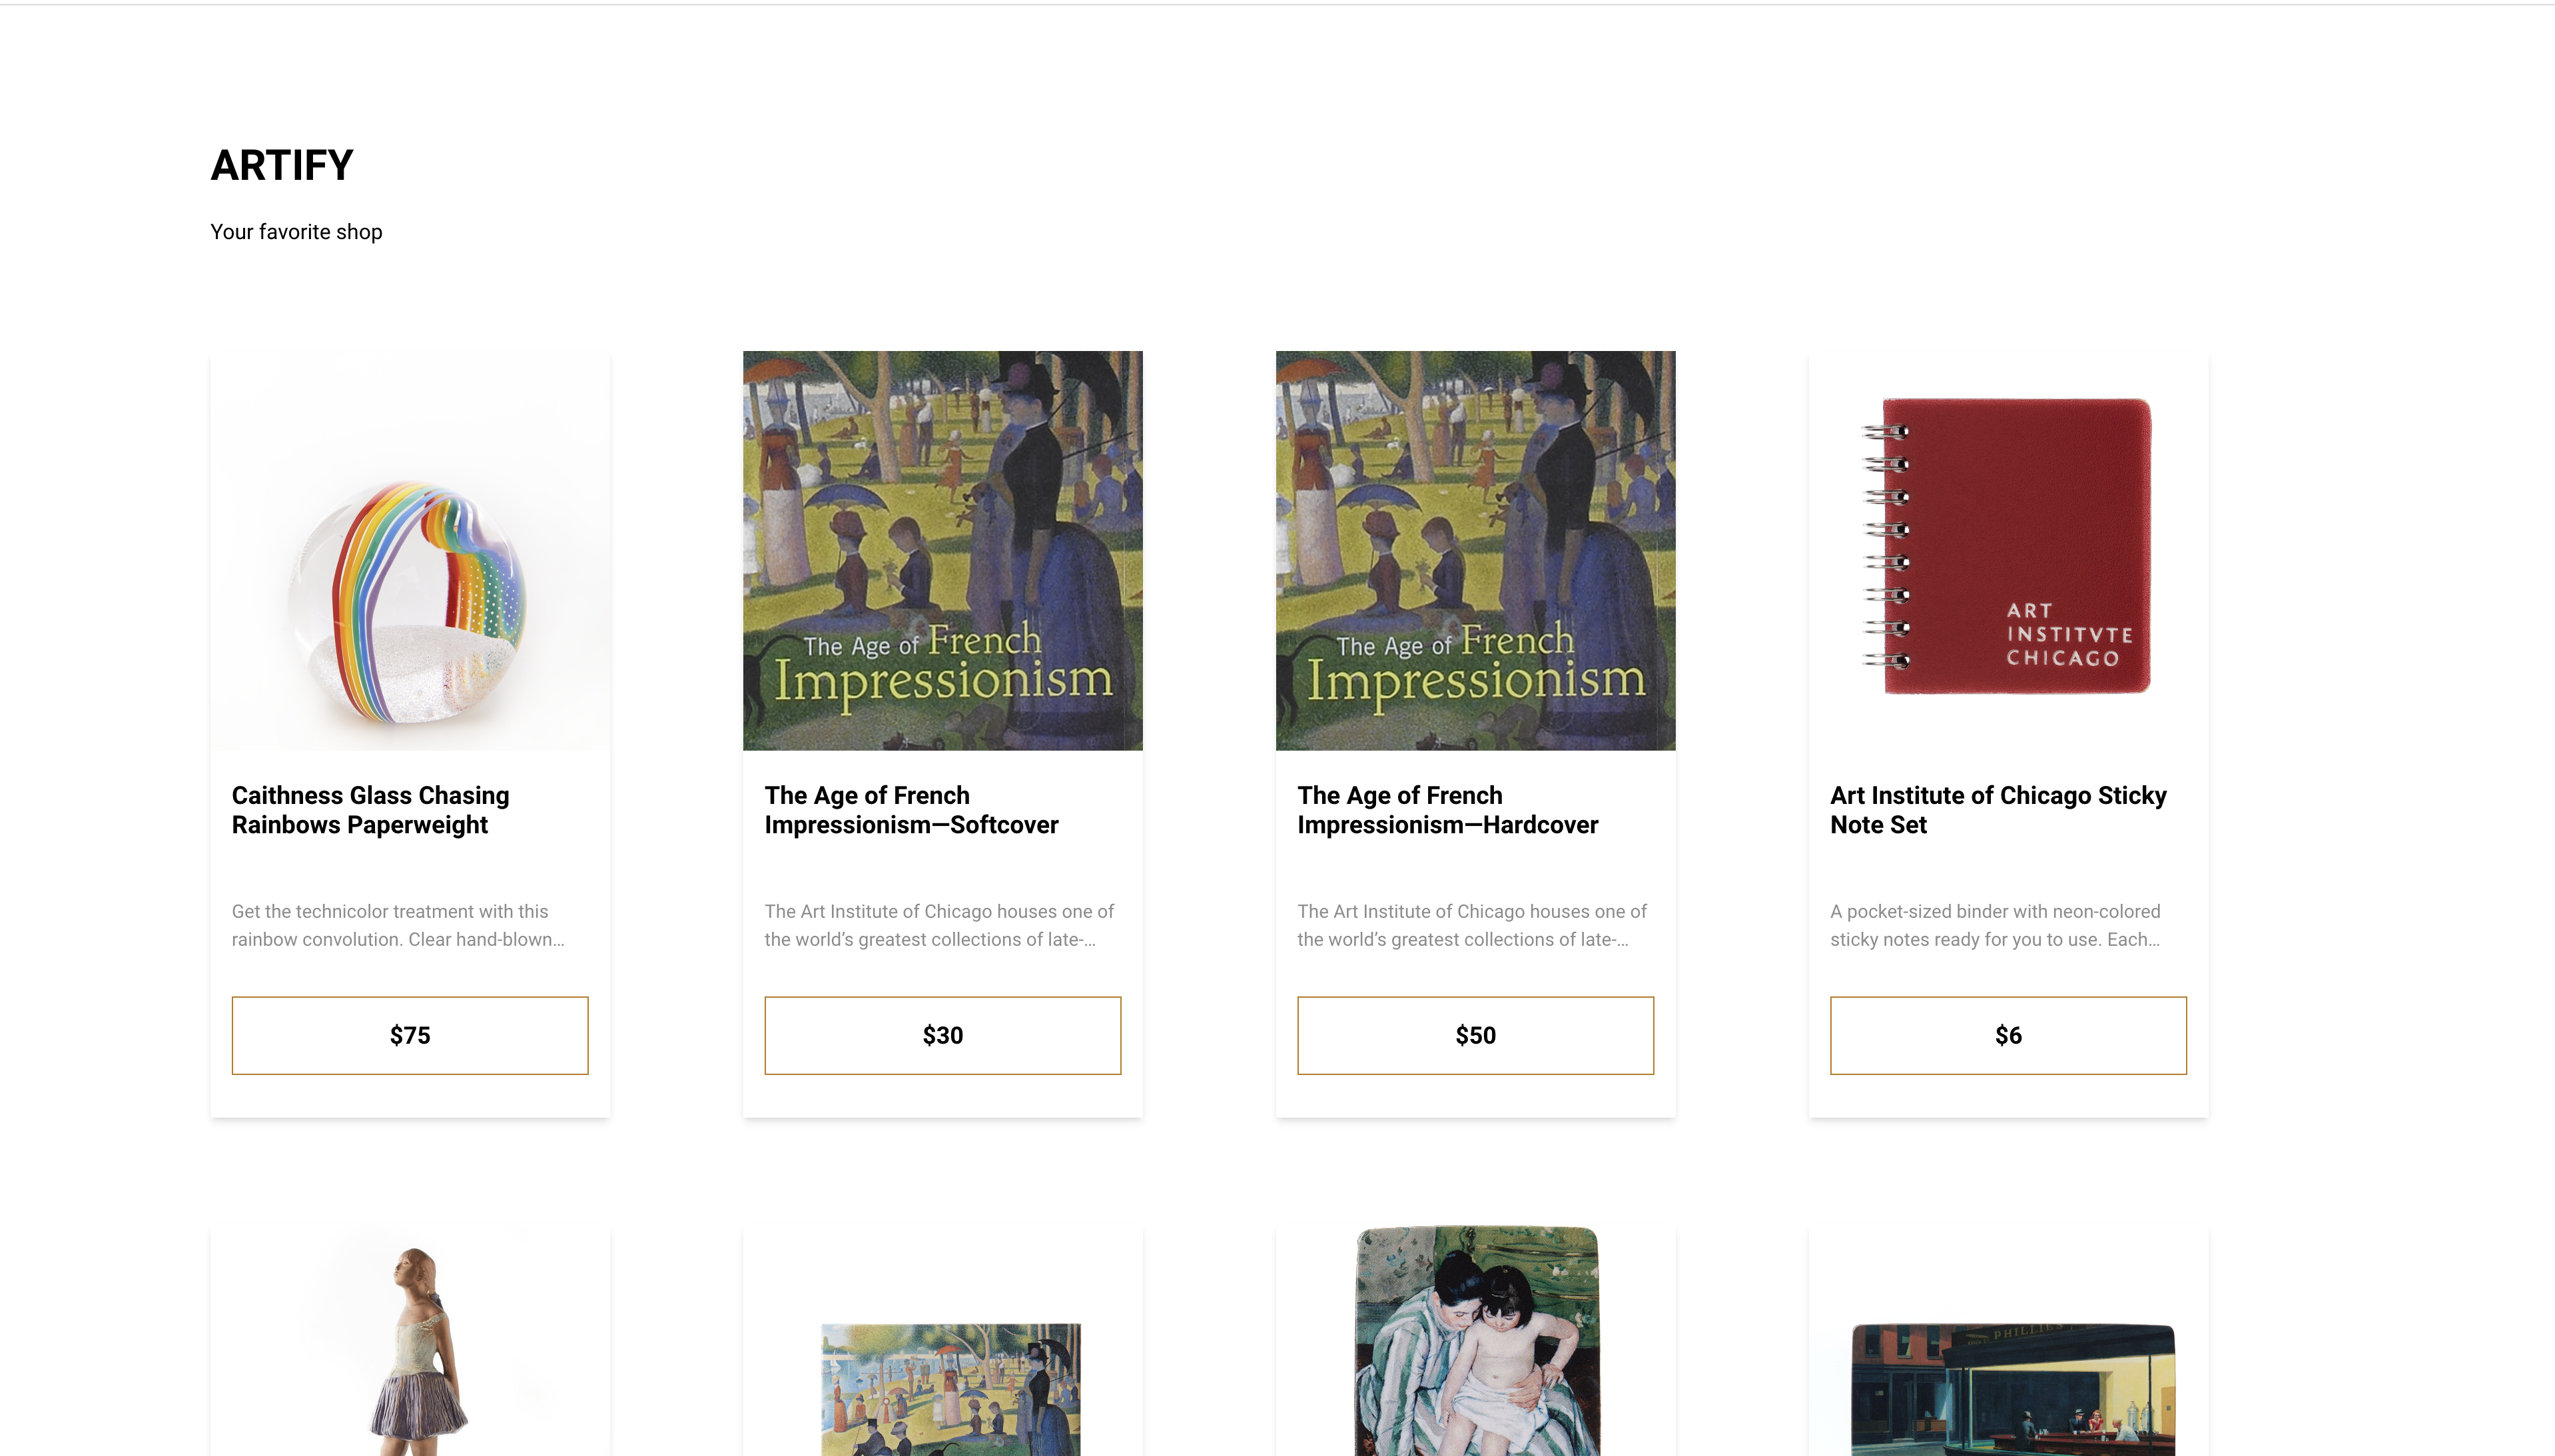 ARTIFY
Your favorite shop
The Age of French
Impressionism
The Age of French
Impressionism
ART
INSTITVTE
CHICAGO
Caithness Glass Chasing
Rainbows Paperweight
The Age of French
Impressionism—Softcover
The Age of French
Impressionism—Hardcover
Art Institute of Chicago Sticky
Note Set
Get the technicolor treatment with this
rainbow convolution. Clear hand-blown…
The Art Institute of Chicago houses one of
the world’s greatest collections of late-…
The Art Institute of Chicago houses one of
the world’s greatest collections of late-…
A pocket-sized binder with neon-colored
sticky notes ready for you to use. Each…
$75
$30
$50
$6
PHILLIES